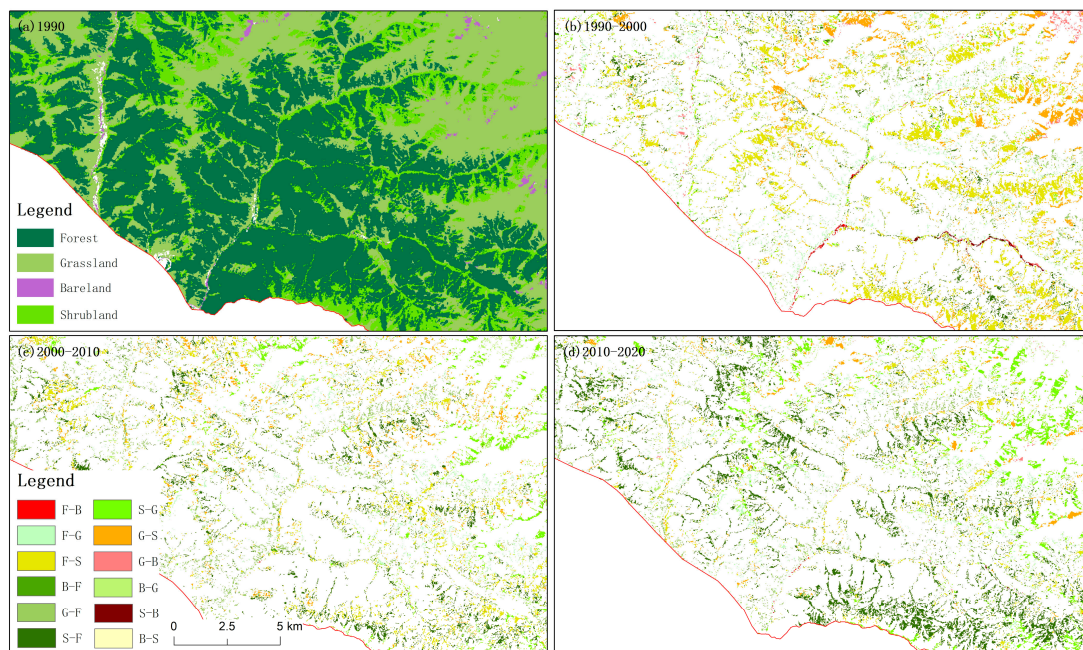 (a)1990
Legend
Forest
Grassland
Bareland
Shrubland
(b)1990-2000
(c)2000-2010
Legend
F-B S-G
F-G G-S
F-S G-B
B-F B-G
G-F S-B
S-F B-S
0 2.5 5 km
(d)2010-2020